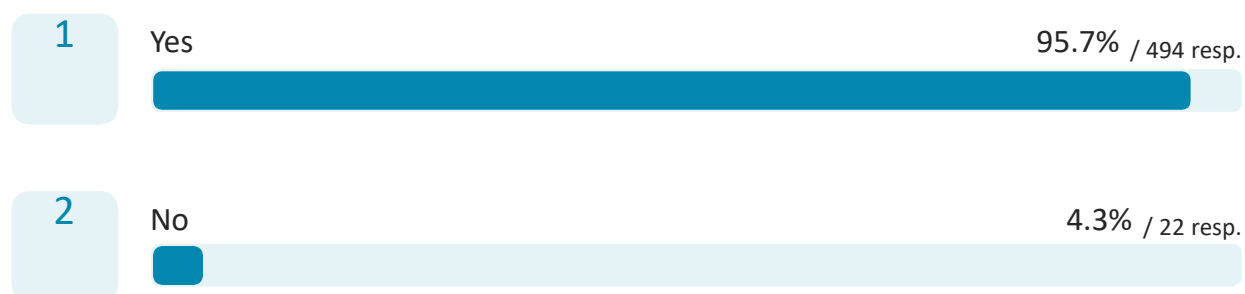 1
Yes 95.7% / 494 resp.
2
No 4.3% / 22 resp.